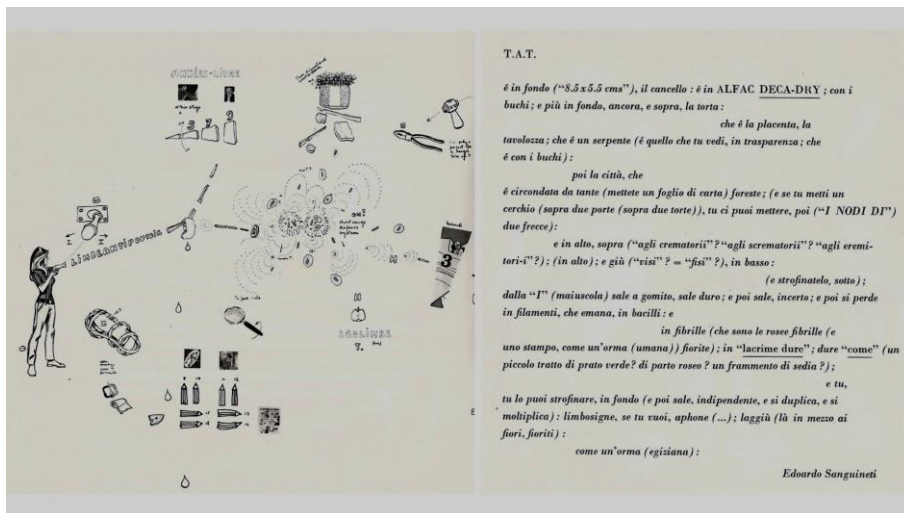 LIMBOANTIPOVERIA
3
T.A.T.
é in fondo (“8.5x5.5 cms”), il cancello : é in ALFAC DECA-DRY ; con i
buchi ; e più in fondo, ancora, e sopra, la torta :
che é la placenta, la
tavolozza ; che é un serpente (é quello che tu vedi, in trasparenza ; che
é con i buchi) :
poi la città, che
é circondata da tante (mettete un foglio di carta) foreste ; (e se tu metti un
cerchio (sopra due porte (sopra due torte)), tu ci puoi mettere, poi (“I NODI DI”)
due frecce) :
e in alto, sopra (“agli crematorii” ? “agli scrematorii” ? “agli eremi-
tori-i” ?) ; (in alto) ; e giù (“visi” ? = “fisi” ?), in basso :
(e strofinatelo, sotto) ;
dalla “I” (maiuscola) sale a gomito, sale duro ; e poi sale, incerto ; e poi si perde
in filamenti, che emana, in bacilli : e
in fibrille (che sono le rosee fibrille (e
uno stampo, come un'orma (umana)) fiorite) ; in “lacrime dure” ; dure “come” (un
piccolo tratto di prato verde? di parto roseo ? un frammento di sedia ?) ;
e tu,
tu lo puoi strofinare, in fondo (e poi sale, indipendente, e si duplica, e si
moltiplica) : limbosigne, se tu vuoi, aphone (...) ; laggiù (là in mezzo ai
fiori, fioriti) :
come un'orma (egiziana) :
Edoardo Sanguineti